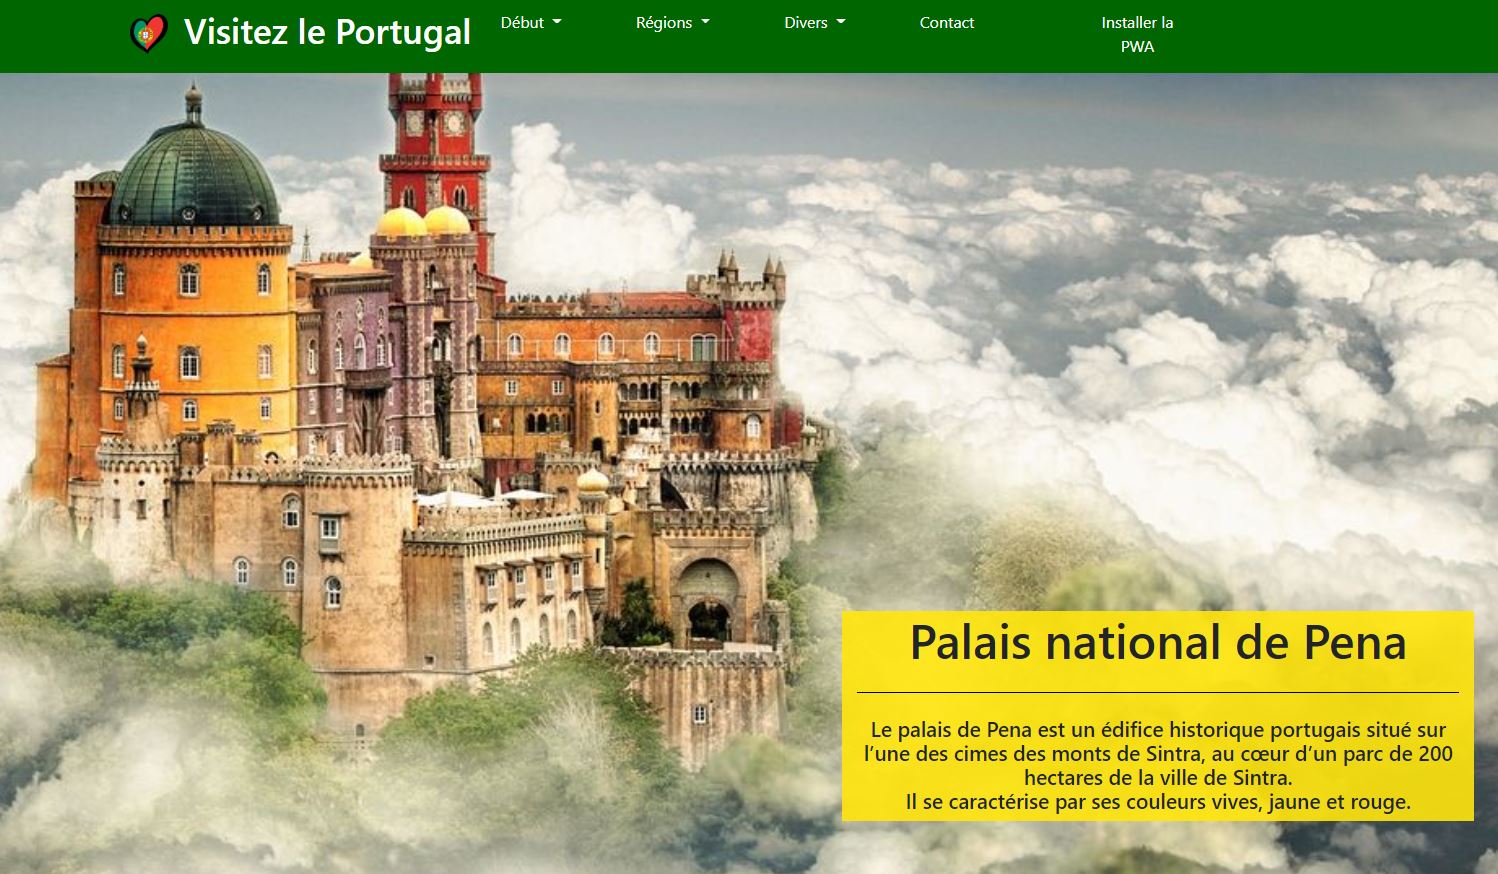 Visitez le Portugal
Début
Régions
Divers
Contact
Installer la
PWA
Palais national de Pena
Le palais de Pena est un édifice historique portugais situé sur
l’une des cimes des monts de Sintra, au cœur d’un parc de 200
hectares de la ville de Sintra.
Il se caractérise par ses couleurs vives, jaune et rouge.